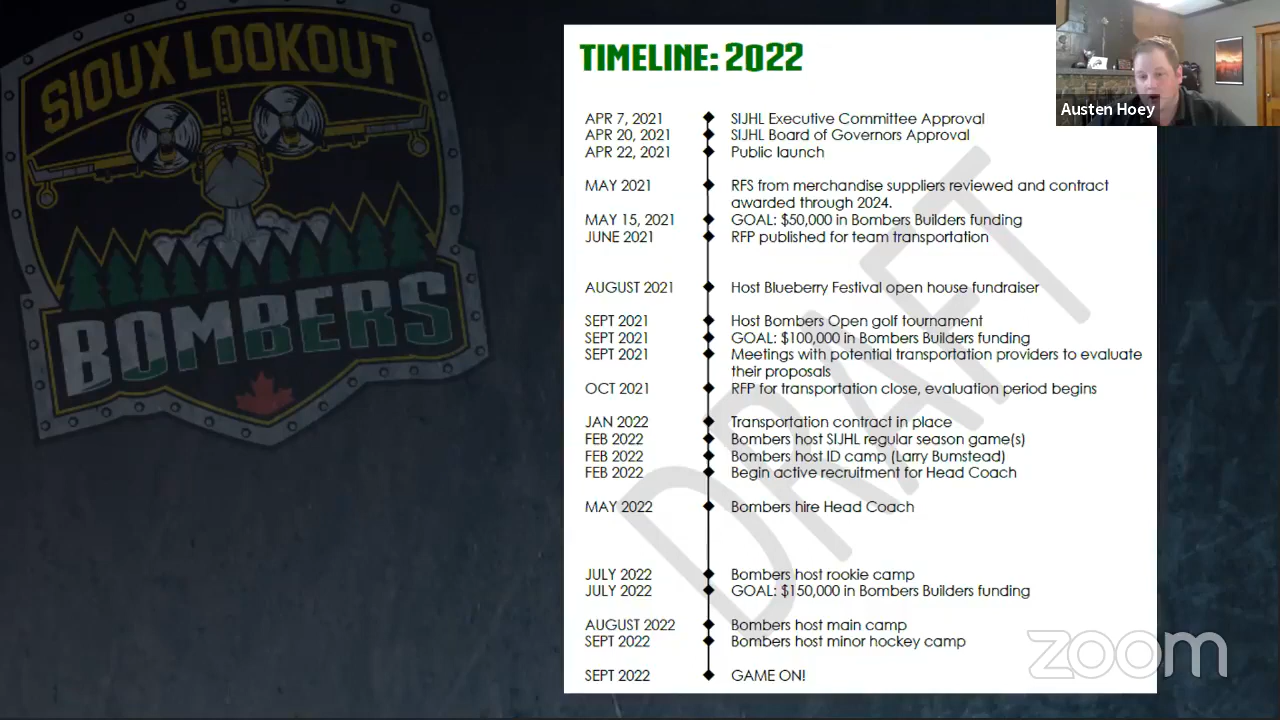 SIOUX LOOKOUT
BOMBERS
TIMELINE: 2022
Austen Hoey
APR 7, 2021 SIJHL Executive Committee Approval
APR 20, 2021 SIJHL Board of Governors Approval
APR 22, 2021 Public launch
MAY 2021 RFS from merchandise suppliers reviewed and contract
awarded through 2024.
MAY 15, 2021 GOAL: $50,000 in Bombers Builders funding
JUNE 2021 RFP published for team transportation
AUGUST 2021 Host Blueberry Festival open house fundraiser
SEPT 2021 Host Bombers Open golf tournament
SEPT 2021 GOAL: $100,000 in Bombers Builders funding
SEPT 2021 Meetings with potential transportation providers to evaluate
their proposals
OCT 2021 RFP for transportation close, evaluation period begins
JAN 2022 Transportation contract in place
FEB 2022 Bombers host SIJHL regular season game(s)
FEB 2022 Bombers host ID camp (Larry Bumstead)
FEB 2022 Begin active recruitment for Head Coach
MAY 2022 Bombers hire Head Coach
JULY 2022 Bombers host rookie camp
JULY 2022 GOAL: $150,000 in Bombers Builders funding
AUGUST 2022 Bombers host main camp
SEPT 2022 Bombers host minor hockey camp
SEPT 2022 GAME ON!
DRAFT
zoom